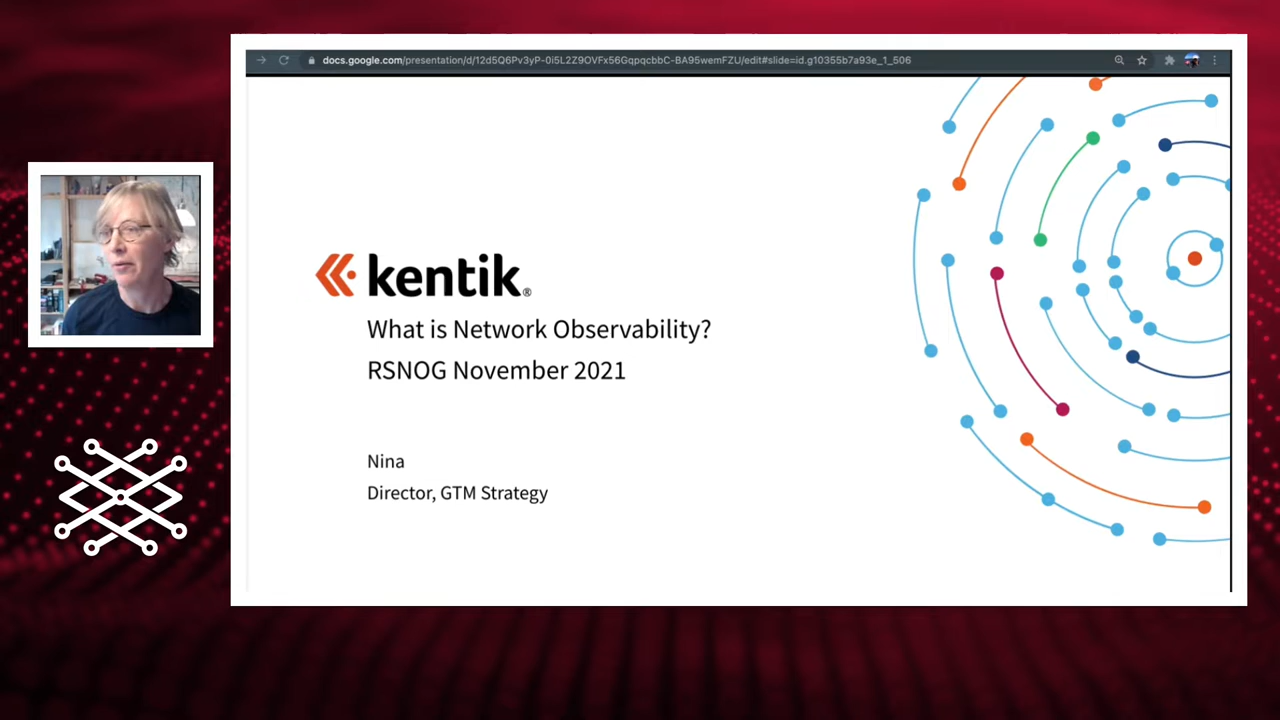 docs.google.com/presentation/d/12d5Q6Pv3yP-0i5L2Z9OVFx56GqpqcbbC-BA95wemFZU/edit#slide=id.g10355b7a93e_1_506
kentik®
What is Network Observability?
RSNOG November 2021
Nina
Director, GTM Strategy